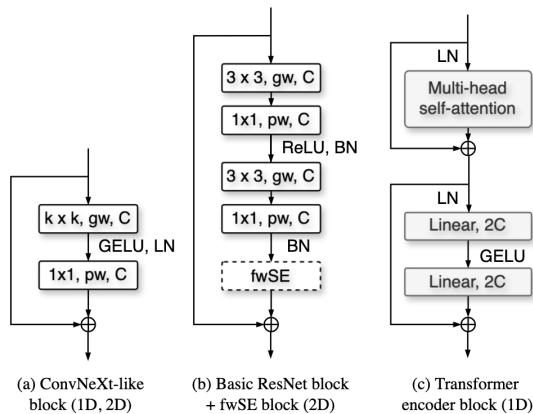 k x k, gw, C
GELU, LN
1x1, pw, C
(a) ConvNeXt-like
block (1D, 2D)
3 x 3, gw, C
1x1, pw, C
ReLU, BN
3 x 3, gw, C
1x1, pw, C
BN
fwSE
(b) Basic ResNet block
+ fwSE block (2D)
LN
Multi-head
self-attention
LN
Linear, 2C
GELU
Linear, 2C
(c) Transformer
encoder block (1D)